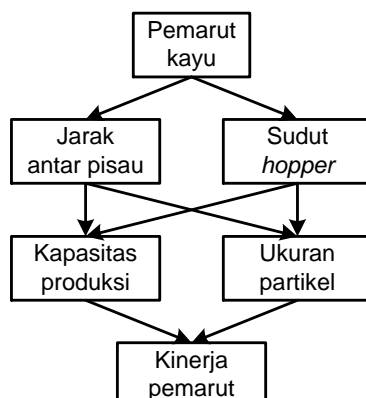 Pemarut
kayu
Jarak
antar pisau
Sudut
hopper
Kapasitas
produksi
Ukuran
partikel
Kinerja
pemarut